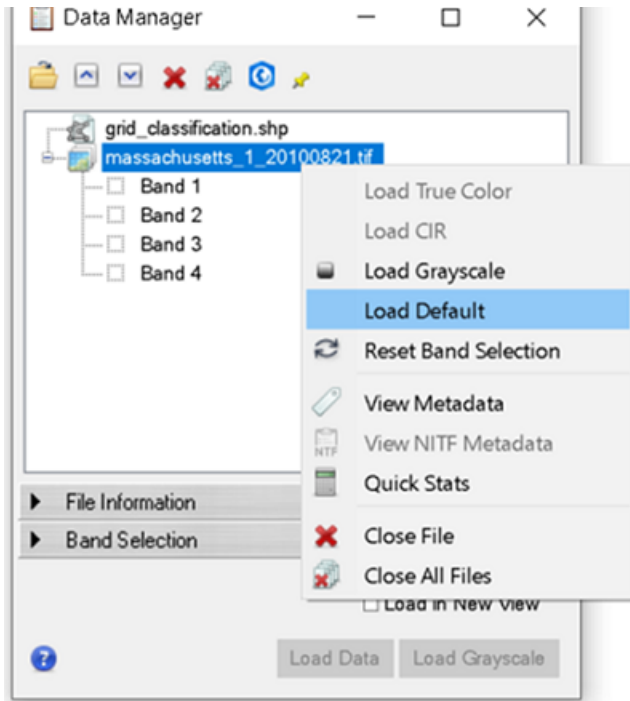 Data Manager
grid_classification.shp
massachusetts_1_20100821.tif
Band 1
Band 2
Band 3
Band 4
Load True Color
Load CIR
Load Grayscale
Load Default
Reset Band Selection
View Metadata
NTF
View NITF Metadata
Quick Stats
Close File
Close All Files
File Information
Band Selection
Load in New View
?
Load Data
Load Grayscale